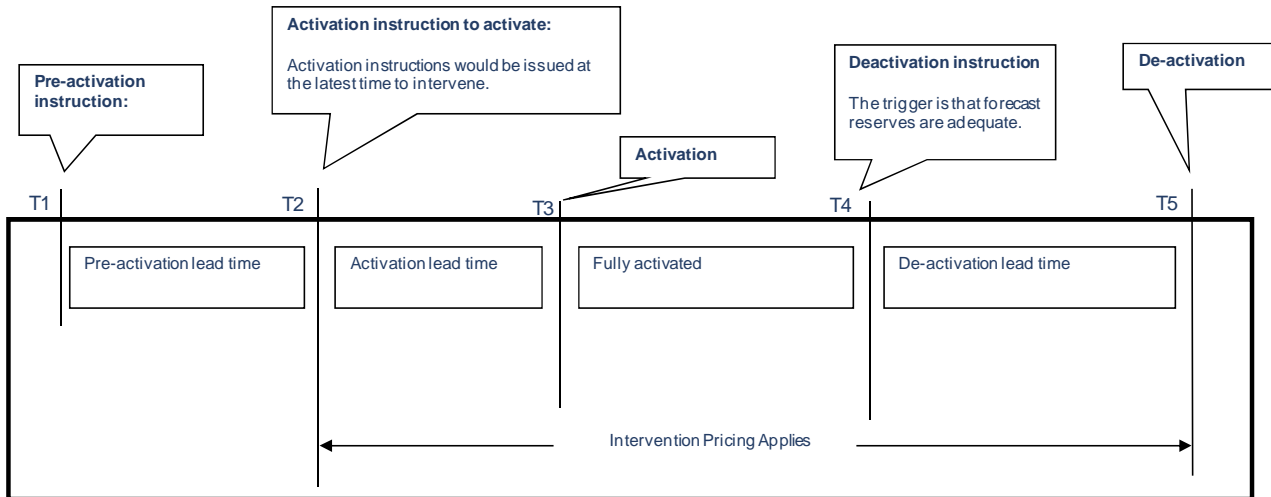 Activation instruction to activate:
Activation instructions would be issued at
the latest time to intervene.
Pre-activation
instruction:
Deactivation instruction
The trigger is that forecast
reserves are adequate.
De-activation
Activation
T1
T2
T3
T4
T5
Pre-activation lead time
Activation lead time
Fully activated
De-activation lead time
Intervention Pricing Applies